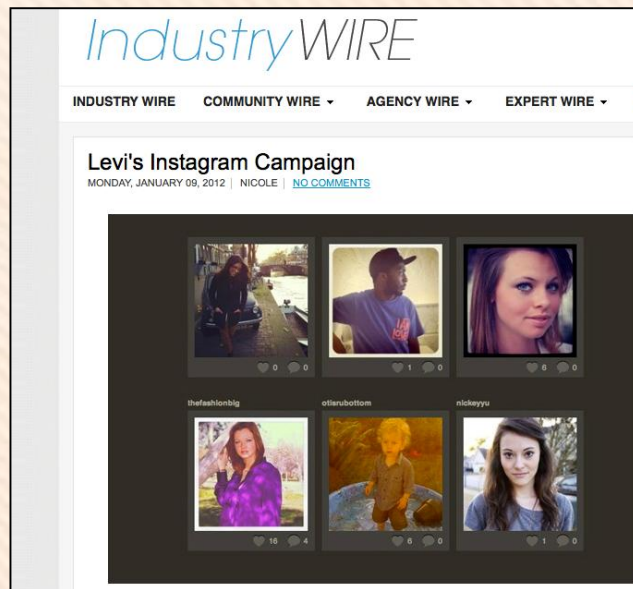 IndustryWIRE
INDUSTRY WIRE COMMUNITY WIRE AGENCY WIRE EXPERT WIRE
Levi's Instagram Campaign
MONDAY, JANUARY 09, 2012 | NICOLE | NO COMMENTS
0 0 1 0 6 0
thefashionbig otisrubottom nickeyyu
16 4 6 0 1 0